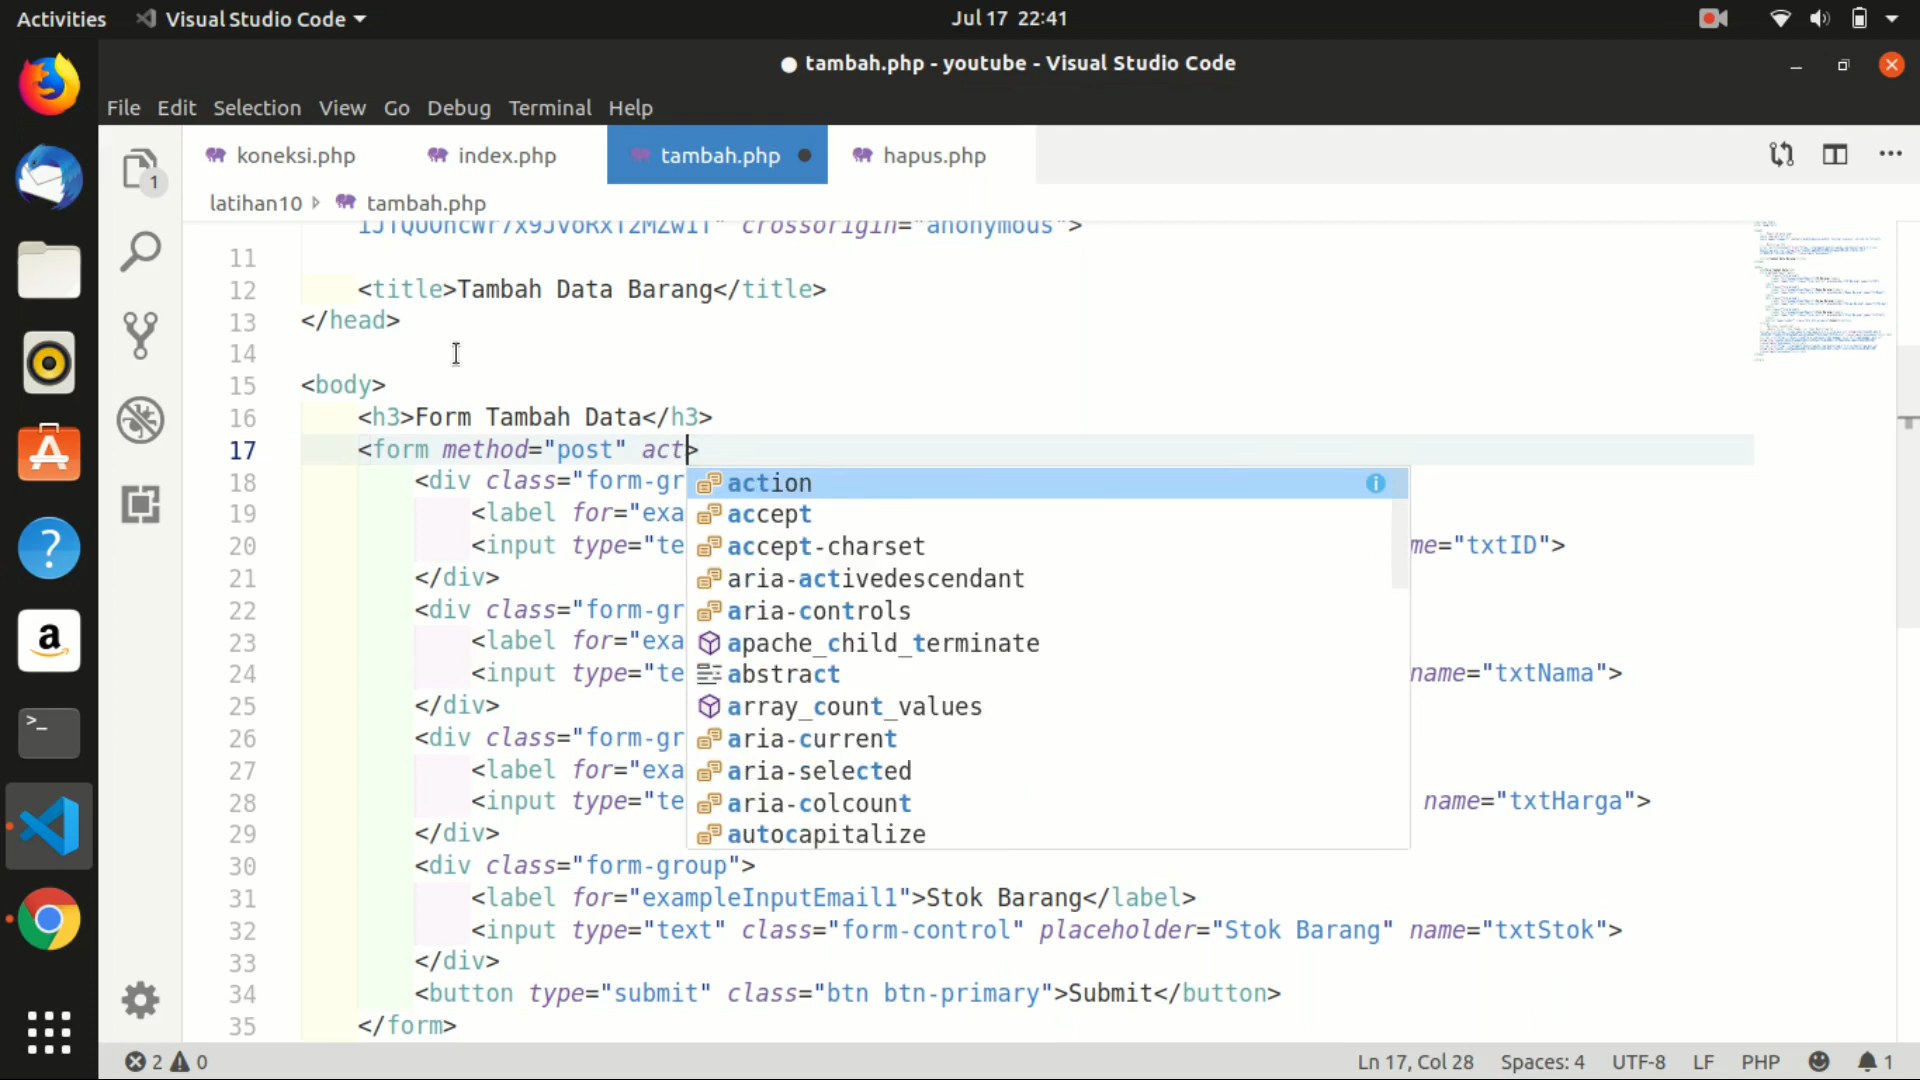 Activities Visual Studio Code Jul 17 22:41
tambah.php - youtube - Visual Studio Code
File Edit Selection View Go Debug Terminal Help
koneksi.php index.php tambah.php hapus.php
1
latihan10 tambah.php
crossorigin="anonymous">
11
12 <title>Tambah Data Barang</title>
13 </head>
14
15 <body>
16 <h3>Form Tambah Data</h3>
17 <form method="post" act>
18 <div class="form-gr
19 <label for="exa
20 <input type="te me="txtID">
21 </div>
22 <div class="form-gr
23 <label for="exa
24 <input type="te name="txtNama">
25 </div>
26 <div class="form-gr
27 <label for="exa
28 <input type="te name="txtHarga">
29 </div>
30 <div class="form-group">
31 <label for="exampleInputEmail1">Stok Barang</label>
32 <input type="text" class="form-control" placeholder="Stok Barang" name="txtStok">
33 </div>
34 <button type="submit" class="btn btn-primary">Submit</button>
35 </form>
action
accept
accept-charset
aria-activedescendant
aria-controls
apache_child_terminate
abstract
array_count_values
aria-current
aria-selected
aria-colcount
autocapitalize
2 0 Ln 17, Col 28 Spaces: 4 UTF-8 LF PHP 1